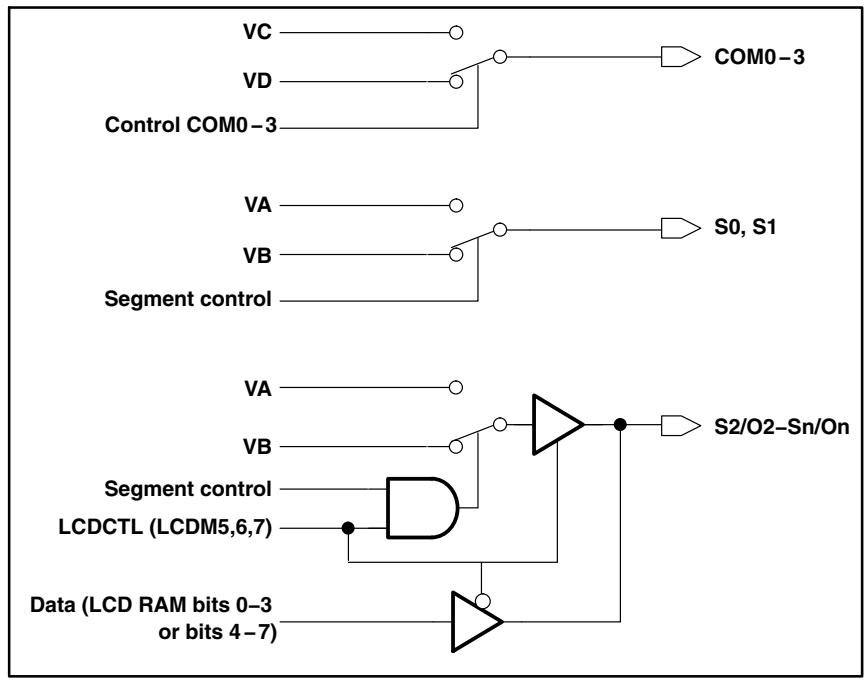 VC
COM0–3
VD
Control COM0–3
VA
S0, S1
VB
Segment control
VA
S2/O2–Sn/On
VB
Segment control
LCDCTL (LCDM5,6,7)
Data (LCD RAM bits 0–3
or bits 4–7)